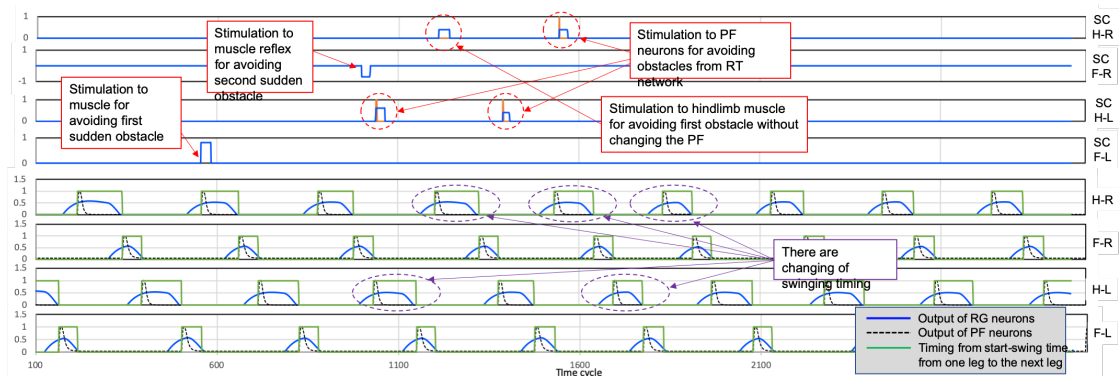 1
0
SC
H-R
1
-1
SC
F-R
1
0
SC
H-L
1
0
SC
F-L
Stimulation to
muscle reflex
for avoiding
second sudden
obstacle
Stimulation to PF
neurons for avoiding
obstacles from RT
network
Stimulation to
muscle for
avoiding first
sudden obstacle
Stimulation to hindlimb muscle
for avoiding first obstacle without
changing the PF
100
600
1100
1600
2100
1.5
1
0.5
0
H-R
1.5
1
0.5
0
F-R
There are
changing of
swinging timing
1.5
1
0.5
0
H-L
1.5
1
0.5
0
F-L
Output of RG neurons
Output of PF neurons
Timing from start-swing time
from one leg to the next leg
100
600
1100
1600
2100
Time cycle